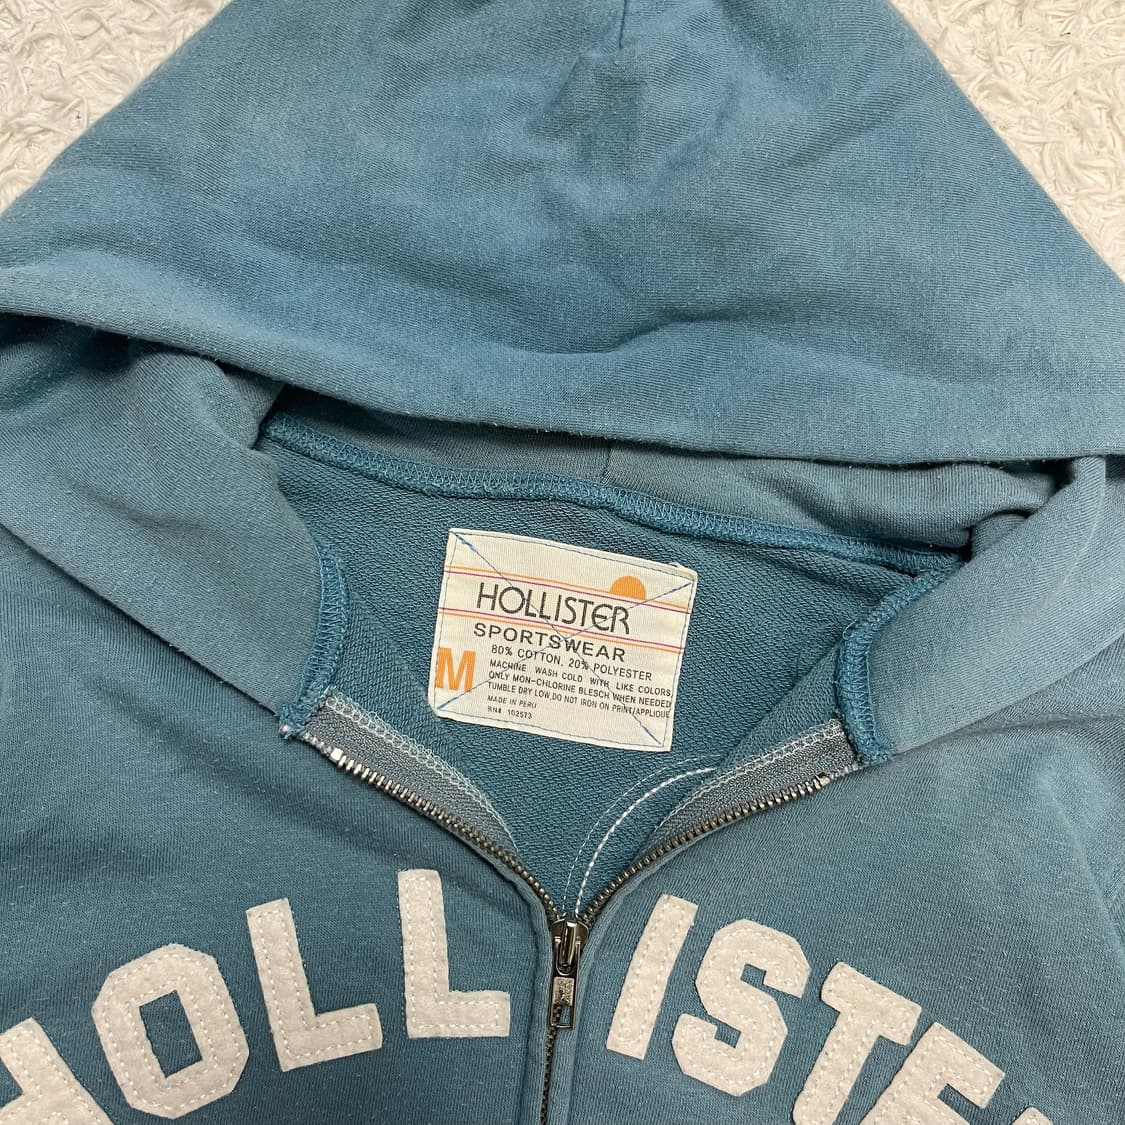 HOLLISTER
SPORTSWEAR
M
80% COTTON, 20% POLYESTER
MACHINE WASH COLD WITH LIKE COLORS,
ONLY MON-CHLORINE BLESCH WHEN NEEDED
TUMBLE DRY LOW,DO NOT IRON ON PRINT/APPLIQUE
MADE IN PERU
RN# 102573
HOLLISTE